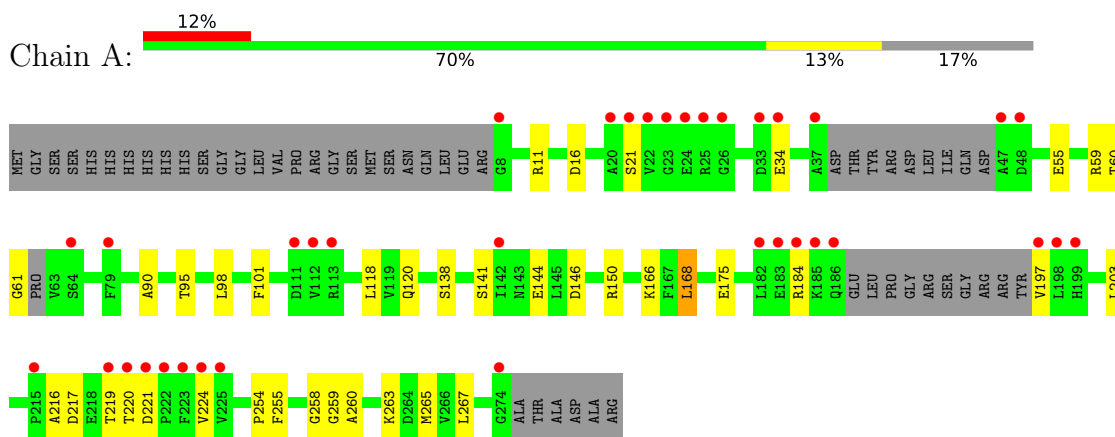 12%
Chain A:
70% 13% 17%
MET GLY SER SER HIS HIS HIS HIS HIS HIS SER GLY GLY LEU VAL PRO ARG GLY SER MET SER ASN GLN LEU GLU ARG G8 R11 D16 A20 S21 V22 G23 E24 R25 G26 D33 E34 A37 ASP THR TYR ARG ASP LEU ILE GLN ASP A47 D48 E55 R59 T60
G61 PRO V63 S64 F79 A90 T95 L98 F101 D111 V112 R113 L118 V119 Q120 S138 S141 I142 N143 E144 L145 D146 R150 K166 F167 L168 E175 L182 E183 R184 K185 Q186 GLU LEU PRO GLY ARG SER GLY ARG ARG TYR V197 L198 H199 L203
P215 A216 D217 E218 T219 T220 D221 P222 F223 V224 V225 P254 F255 G258 G259 A260 K263 D264 M265 V266 L267 G274 ALA THR ALA ASP ALA ARG